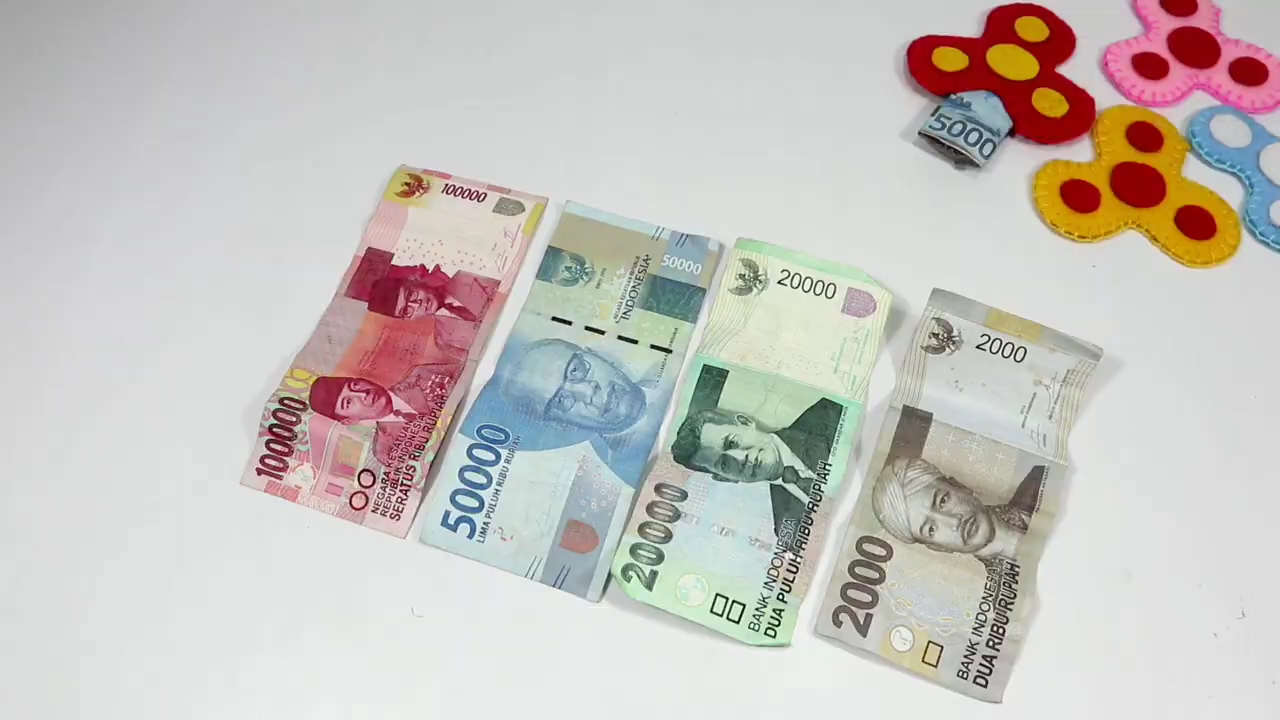 100000
100000
NEGARA KESATUAN
REPUBLIK INDONESIA
SERATUS RIBU RUPIAH
50000
INDONESIA
50000
LIMA PULUH RIBU RUPIAH
20000
20000
BANK INDONESIA
DUA PULUH RIBU RUPIAH
2000
2000
BANK INDONESIA
DUA RIBU RUPIAH
5000